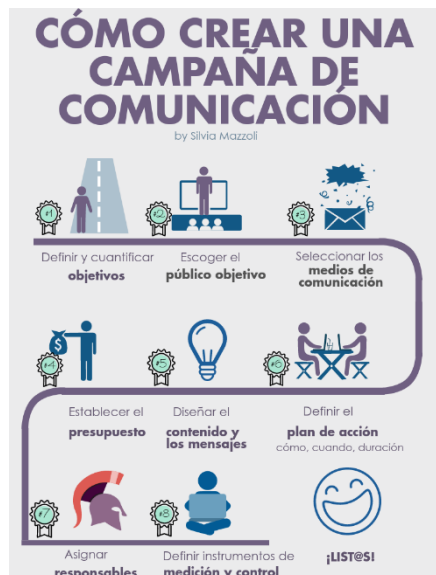 CÓMO CREAR UNA
CAMPAÑA DE
COMUNICACIÓN
by Silvia Mazzoli
#1
#2
#3
Definir y cuantificar
objetivos
Escoger el
público objetivo
Seleccionar los
medios de
comunicación
$
#4
#5
#6
Establecer el
presupuesto
Diseñar el
contenido y
los mensajes
Definir el
plan de acción
cómo, cuando, duración
#7
#8
Asignar
responsables
Definir instrumentos de
medición y control
¡LIST@S!